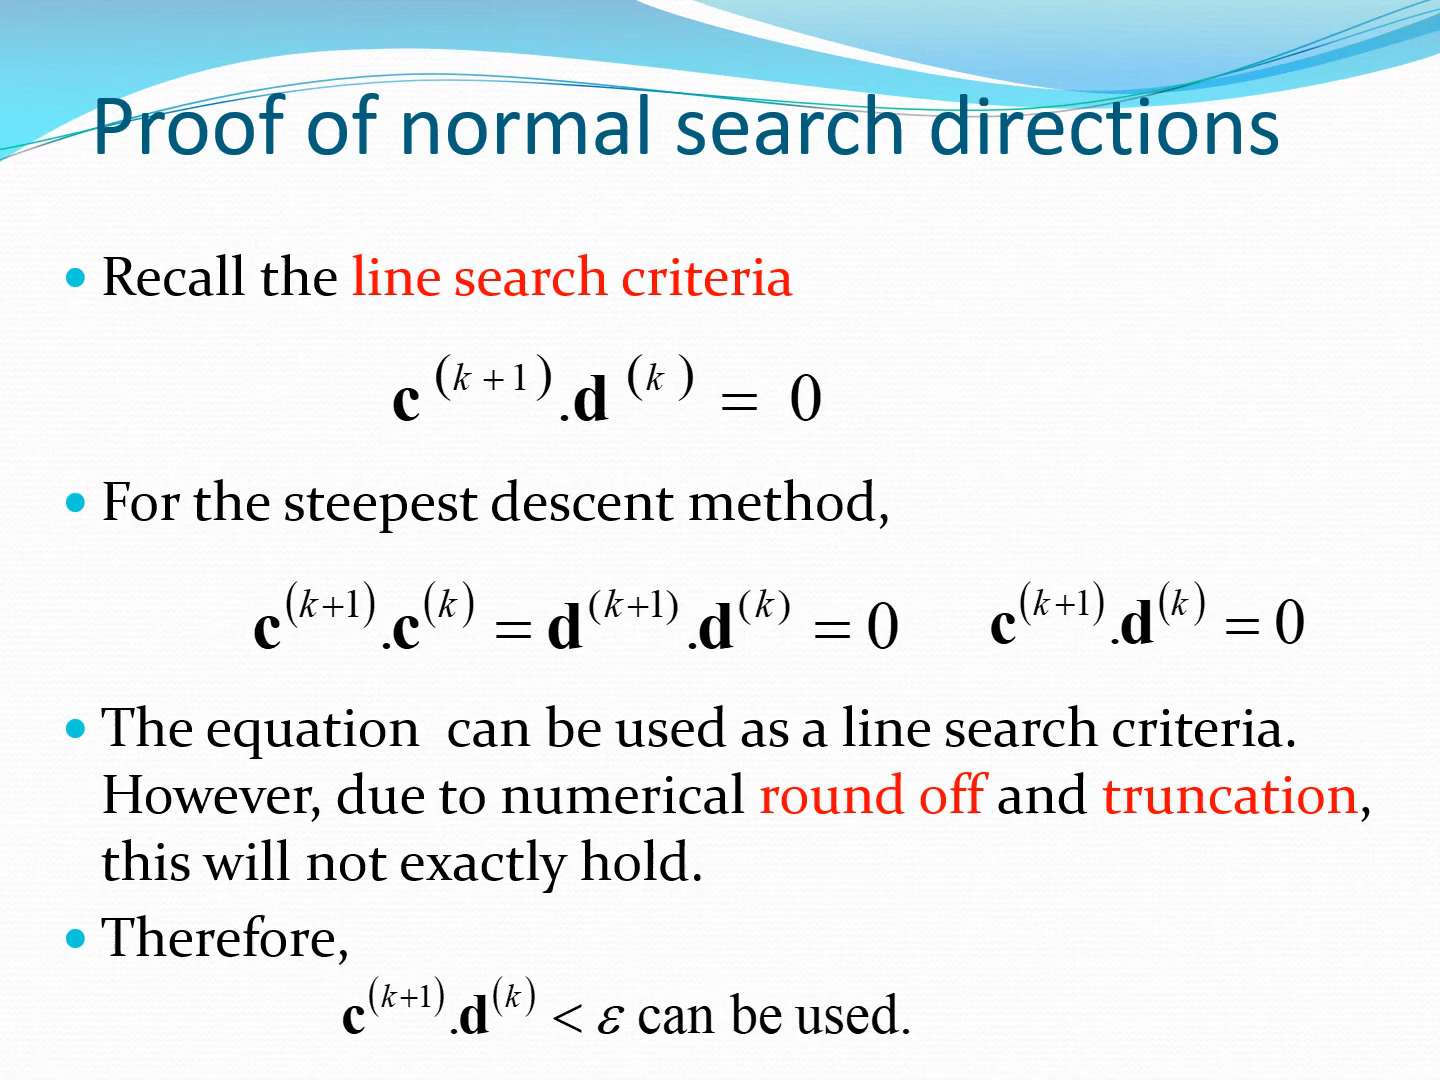 Proof of normal search directions
• Recall the line search criteria
c^(k+1).d^(k) = 0
• For the steepest descent method,
c^(k+1).c^(k) = d^(k+1).d^(k) = 0    c^(k+1).d^(k) = 0
• The equation can be used as a line search criteria.
However, due to numerical round off and truncation,
this will not exactly hold.
• Therefore,
c^(k+1).d^(k) < ε can be used.